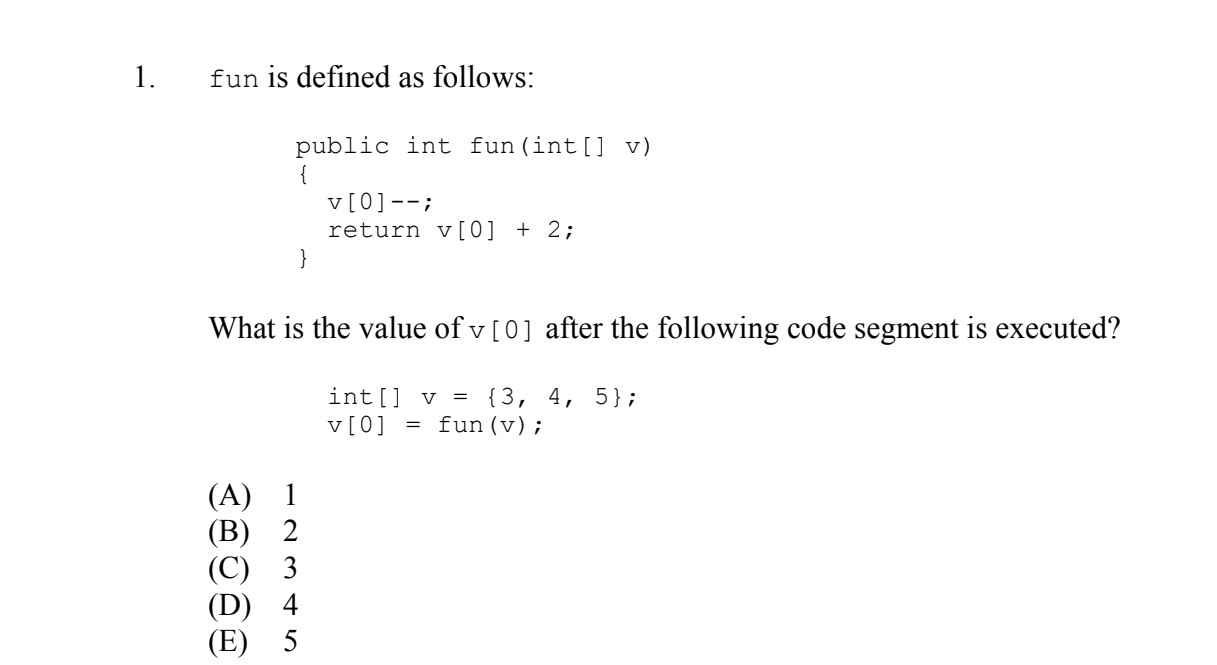 1. fun is defined as follows:
public int fun(int[] v)
{
v[0]--;
return v[0] + 2;
}
What is the value of v[0] after the following code segment is executed?
int[] v = {3, 4, 5};
v[0] = fun(v);
(A) 1
(B) 2
(C) 3
(D) 4
(E) 5